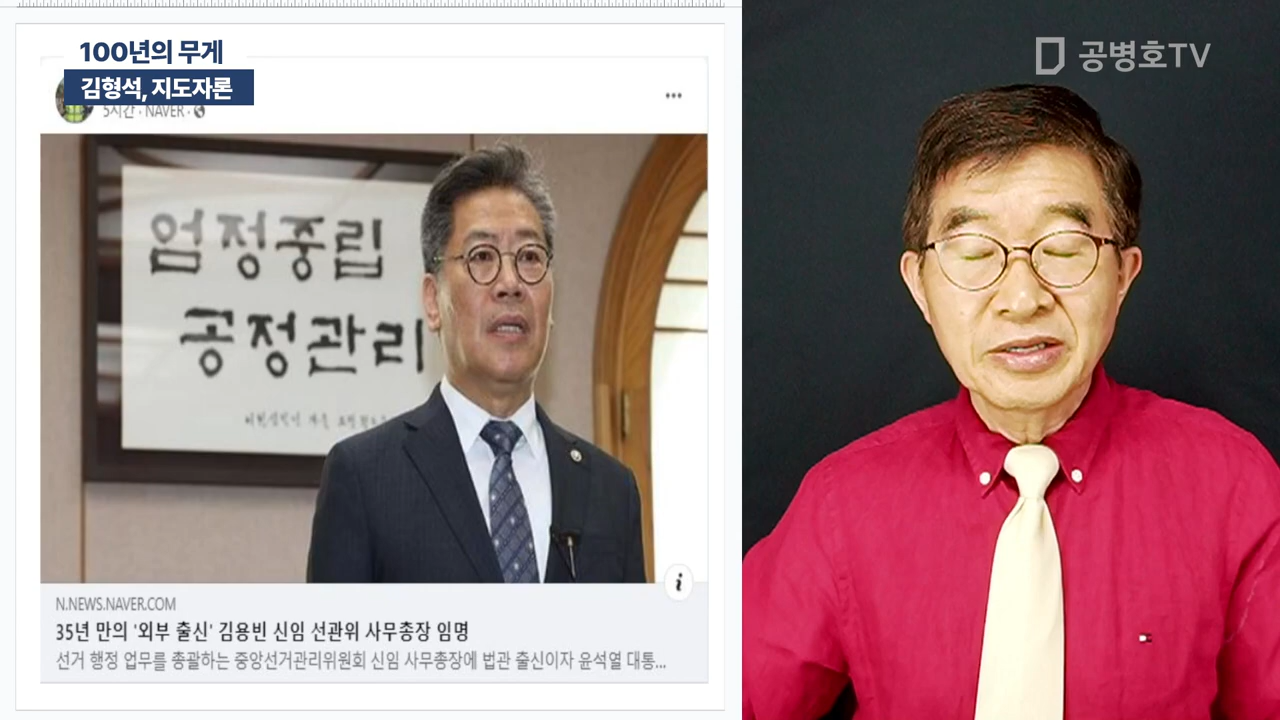 100년의 무게
김형석, 지도자론
공병호TV
5시간 · NAVER ·
엄정중립
공정관리
N.NEWS.NAVER.COM
35년 만의 '외부 출신' 김용빈 신임 선관위 사무총장 임명
선거 행정 업무를 총괄하는 중앙선거관리위원회 신임 사무총장에 법관 출신이자 윤석열 대통...